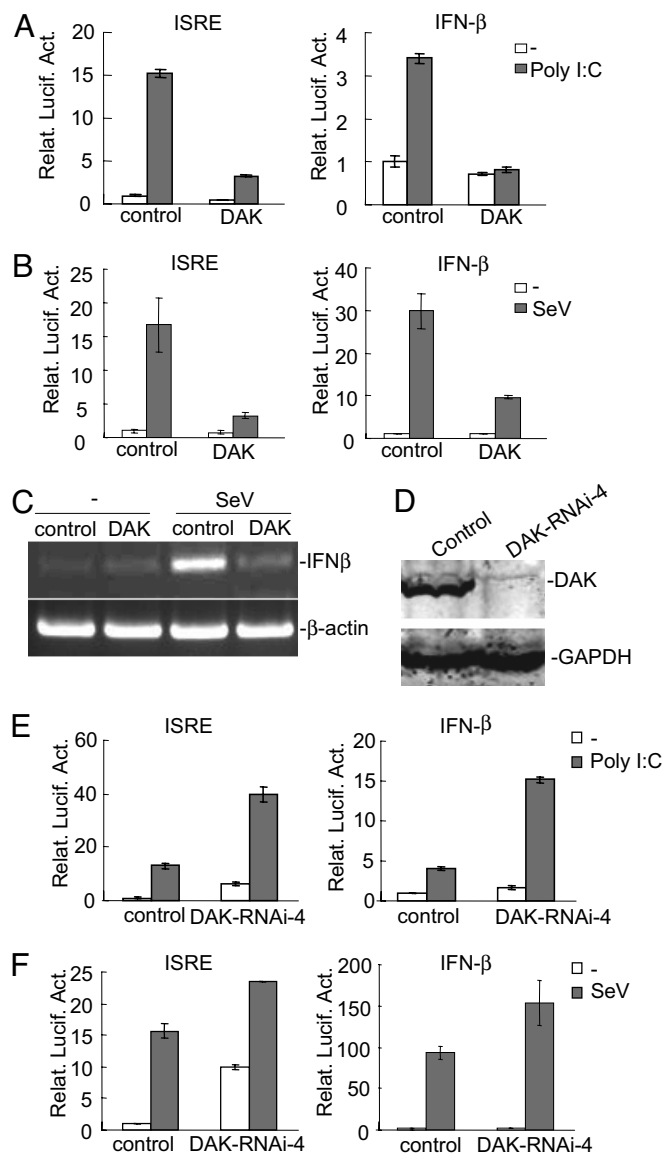 A
ISRE
IFN-β
Relat. Lucif. Act.
20
15
10
5
0
control
DAK
Relat. Lucif. Act.
4
3
2
1
0
control
DAK
-
Poly I:C
B
ISRE
IFN-β
Relat. Lucif. Act.
25
20
15
10
5
0
control
DAK
Relat. Lucif. Act.
40
30
20
10
0
control
DAK
-
SeV
C
-
SeV
control DAK control DAK
-IFNβ
-β-actin
D
Control
DAK-RNAi-4
-DAK
-GAPDH
E
ISRE
IFN-β
Relat. Lucif. Act.
60
40
20
0
control
DAK-RNAi-4
Relat. Lucif. Act.
20
15
10
5
0
control
DAK-RNAi-4
-
Poly I:C
F
ISRE
IFN-β
Relat. Lucif. Act.
25
20
15
10
5
0
control
DAK-RNAi-4
Relat. Lucif. Act.
200
150
100
50
0
control
DAK-RNAi-4
-
SeV